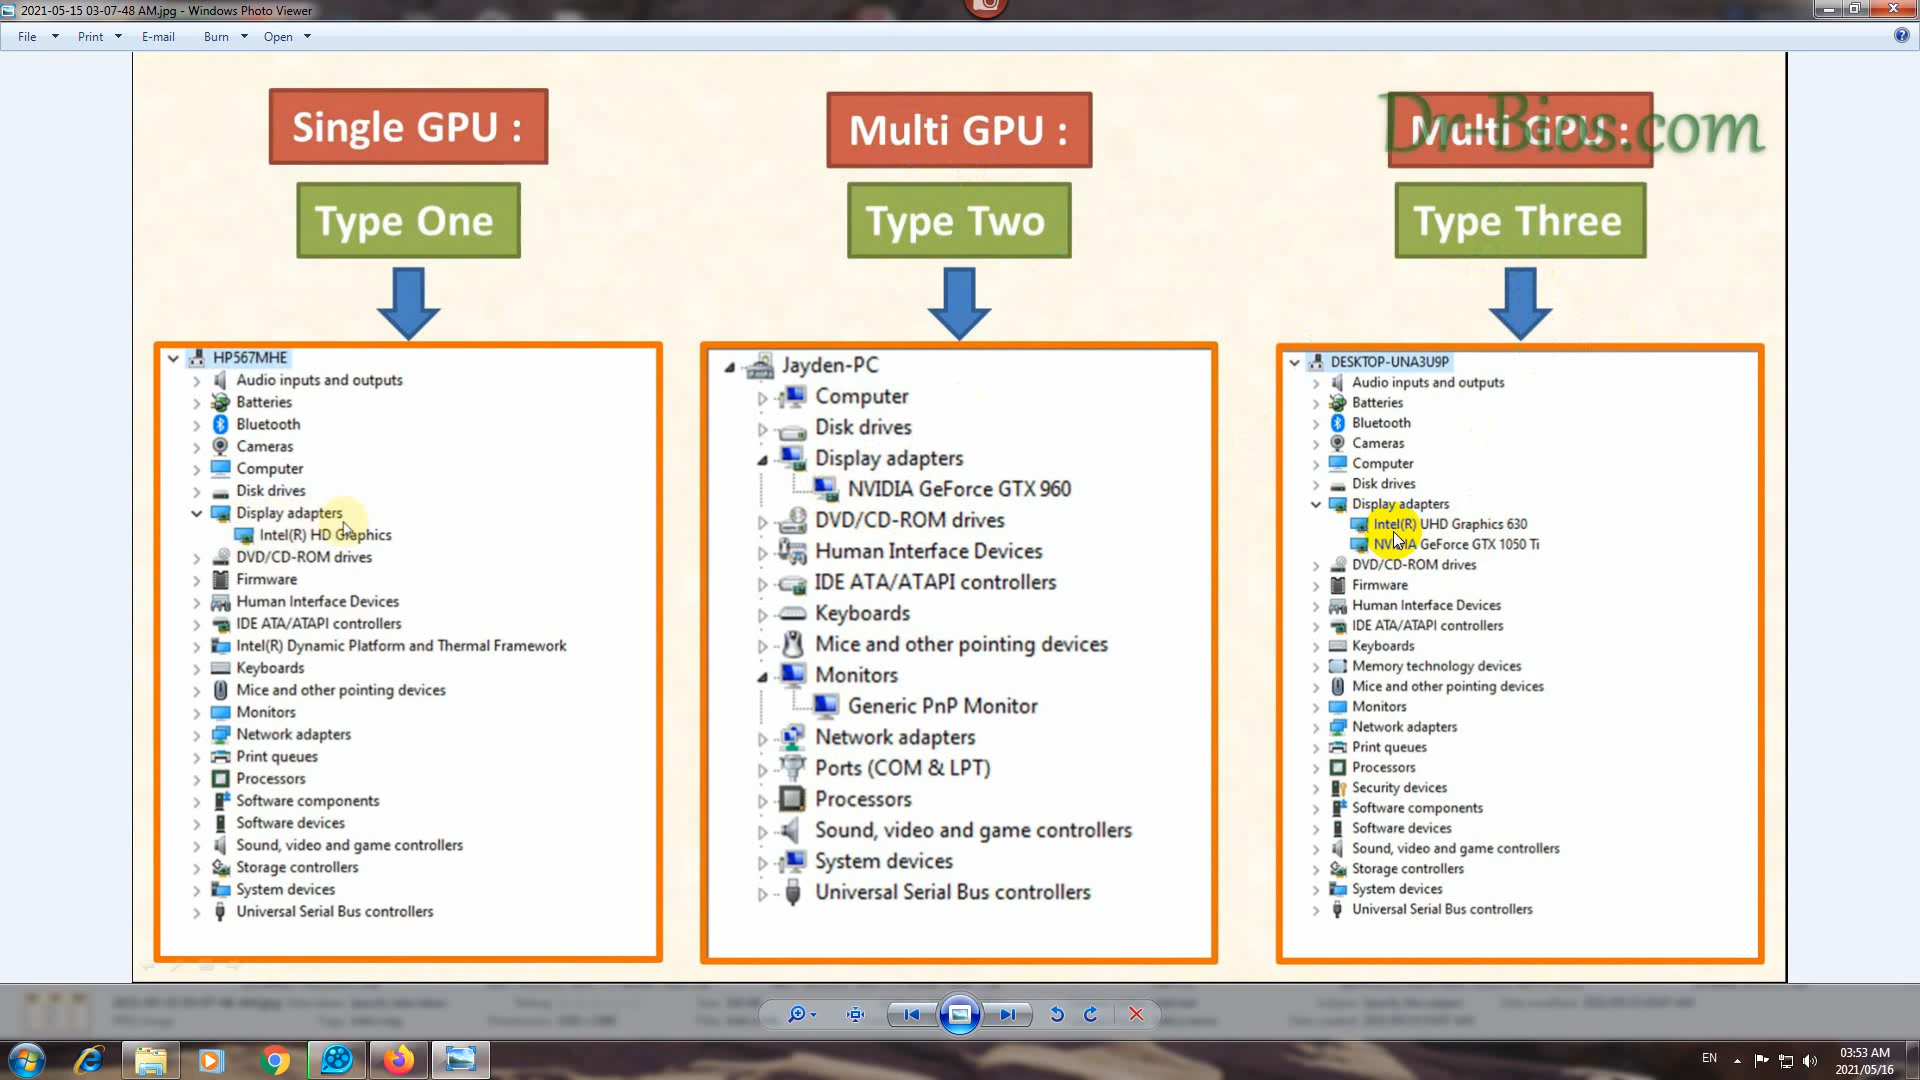 2021-05-15 03-07-48 AM.jpg - Windows Photo Viewer
File Print E-mail Burn Open
Single GPU :
Type One
HP567MHE
Audio inputs and outputs
Batteries
Bluetooth
Cameras
Computer
Disk drives
Display adapters
Intel(R) HD Graphics
DVD/CD-ROM drives
Firmware
Human Interface Devices
IDE ATA/ATAPI controllers
Intel(R) Dynamic Platform and Thermal Framework
Keyboards
Mice and other pointing devices
Monitors
Network adapters
Print queues
Processors
Software components
Software devices
Sound, video and game controllers
Storage controllers
System devices
Universal Serial Bus controllers
Multi GPU :
Type Two
Jayden-PC
Computer
Disk drives
Display adapters
NVIDIA GeForce GTX 960
DVD/CD-ROM drives
Human Interface Devices
IDE ATA/ATAPI controllers
Keyboards
Mice and other pointing devices
Monitors
Generic PnP Monitor
Network adapters
Ports (COM & LPT)
Processors
Sound, video and game controllers
System devices
Universal Serial Bus controllers
Multi GPU :
Dr-Bios.com
Type Three
DESKTOP-UNA3U9P
Audio inputs and outputs
Batteries
Bluetooth
Cameras
Computer
Disk drives
Display adapters
Intel(R) UHD Graphics 630
NVIDIA GeForce GTX 1050 Ti
DVD/CD-ROM drives
Firmware
Human Interface Devices
IDE ATA/ATAPI controllers
Keyboards
Memory technology devices
Mice and other pointing devices
Monitors
Network adapters
Print queues
Processors
Security devices
Software components
Software devices
Sound, video and game controllers
Storage controllers
System devices
Universal Serial Bus controllers
EN
03:53 AM
2021/05/16